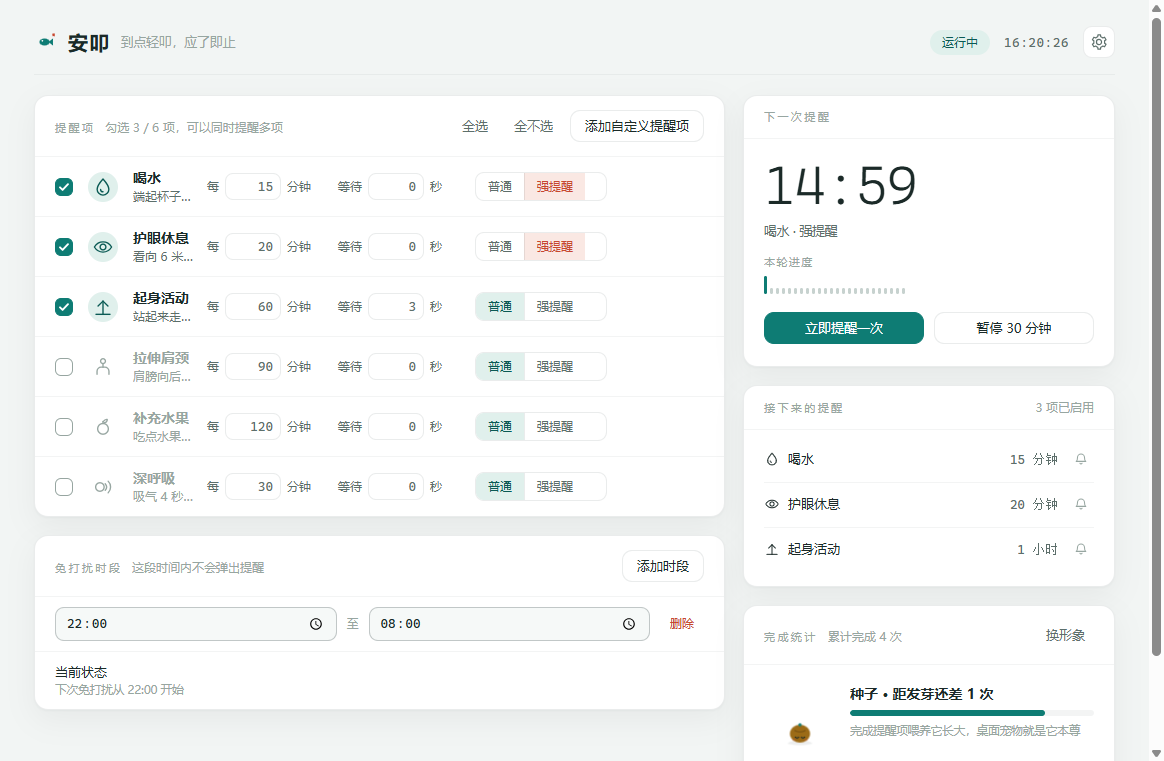 安叩 到点轻叩，应了即止 运行中 16:20:26
提醒项 勾选 3 / 6 项，可以同时提醒多项 全选 全不选 添加自定义提醒项
喝水
端起杯子... 每 15 分钟 等待 0 秒 普通 强提醒
护眼休息
看向 6 米... 每 20 分钟 等待 0 秒 普通 强提醒
起身活动
站起来走... 每 60 分钟 等待 3 秒 普通 强提醒
拉伸肩颈
肩膀向后... 每 90 分钟 等待 0 秒 普通 强提醒
补充水果
吃点水果... 每 120 分钟 等待 0 秒 普通 强提醒
深呼吸
吸气 4 秒... 每 30 分钟 等待 0 秒 普通 强提醒
免打扰时段 这段时间内不会弹出提醒 添加时段
22:00 至 08:00 删除
当前状态
下次免打扰从 22:00 开始
下一次提醒
14:59
喝水 · 强提醒
本轮进度
立即提醒一次 暂停 30 分钟
接下来的提醒 3 项已启用
喝水 15 分钟
护眼休息 20 分钟
起身活动 1 小时
完成统计 累计完成 4 次 换形象
种子 • 距发芽还差 1 次
完成提醒项喂养它长大，桌面宠物就是它本尊